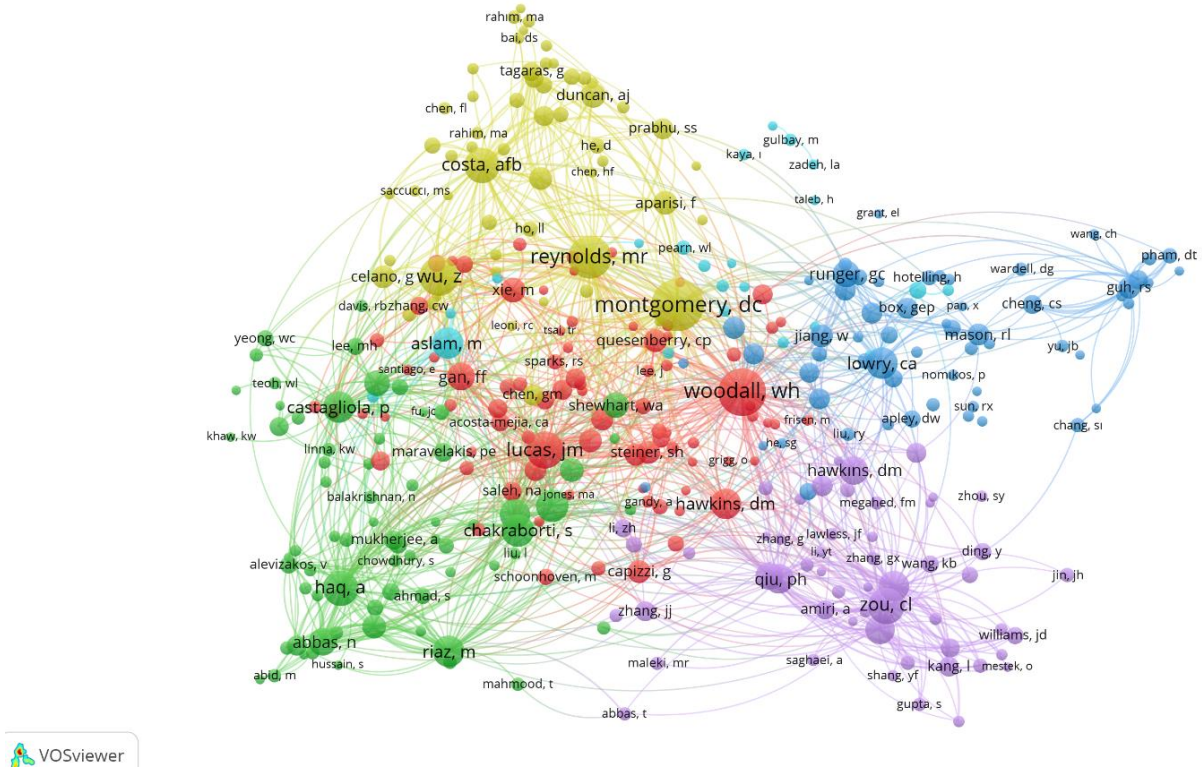 rahım, ma
bai, ds
tagaras, g
duncan, aj
chen, fl
prabhu, ss
rahim, ma
gulbay, m
he, d
kaya, ı
costa, afb
zadeh, la
chen, hf
saccuccı, ms
taleb, h
aparisi, f
grant, el
ho, ll
wang, ch
pearn, wl
pham, dt
reynolds, mr
wardell, dg
celano, g
wu, z
runger, gc
hotelling, h
guh, rs
xie, m
montgomery, dc
davis, rb
zhang, cw
box, gep
pan, x
cheng, cs
leoni, rc
tsai, tr
jiang, w
mason, rl
yeong, wc
lee, mh
aslam, m
quesenberry, cp
yu, jb
sparks, rs
lowry, ca
santiago, e
lee, j
nomikos, p
teoh, wl
gan, ff
woodall, wh
chen, gm
castagliola, p
shewhart, wa
sun, rx
fu, jc
acosta-mejia, ca
frisen, m
apley, dw
chang, sı
khaw, kw
liu, ry
linna, kw
maravelakis, pe
lucas, jm
steiner, sh
he, sg
grigg, o
hawkıns, dm
saleh, na
jones, ma
balakrishnan, n
gandy, a
hawkins, dm
megahed, fm
zhou, sy
chakraborti, s
li, zh
mukherjee, a
zhang, g
lawless, jf
liu, l
li, yt
ding, y
alevizakos, v
chowdhury, s
zhang, gx
wang, kb
schoonhoven, m
capizzi, g
jin, jh
haq, a
qiu, ph
ahmad, s
zou, cl
zhang, jj
amiri, a
williams, jd
abbas, n
riaz, m
hussain, s
maleki, mr
saghaei, a
kang, l
mestek, o
abid, m
shang, yf
mahmood, t
gupta, s
abbas, t
VOSviewer